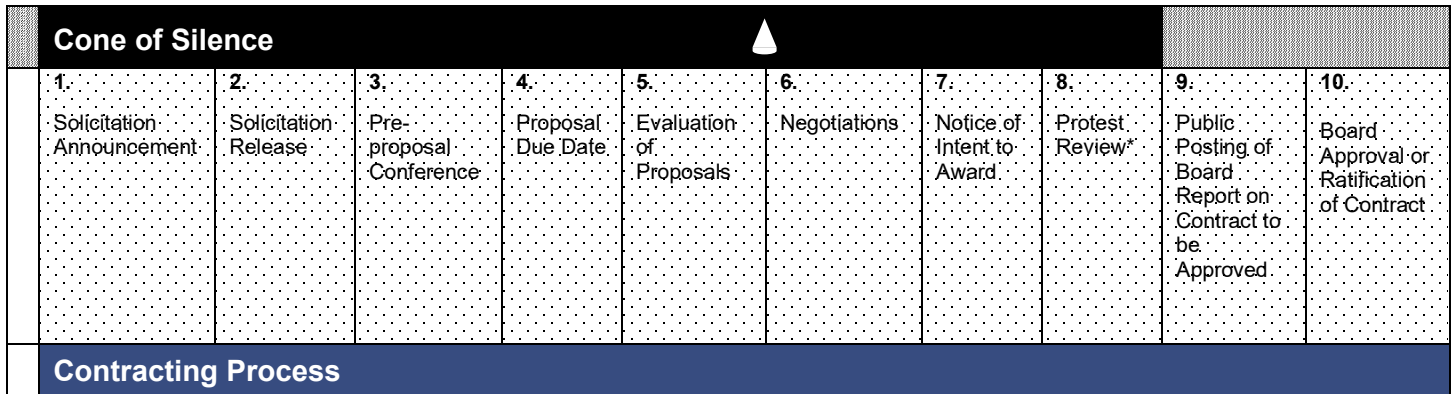 Cone of Silence
1.
Solicitation
Announcement
2.
Solicitation
Release
3.
Pre-
proposal
Conference
4.
Proposal
Due Date
5.
Evaluation
of
Proposals
6.
Negotiations
7.
Notice of
Intent to
Award
8.
Protest
Review*
9.
Public
Posting of
Board
Report on
Contract to
be
Approved
10.
Board
Approval or
Ratification
of Contract
Contracting Process